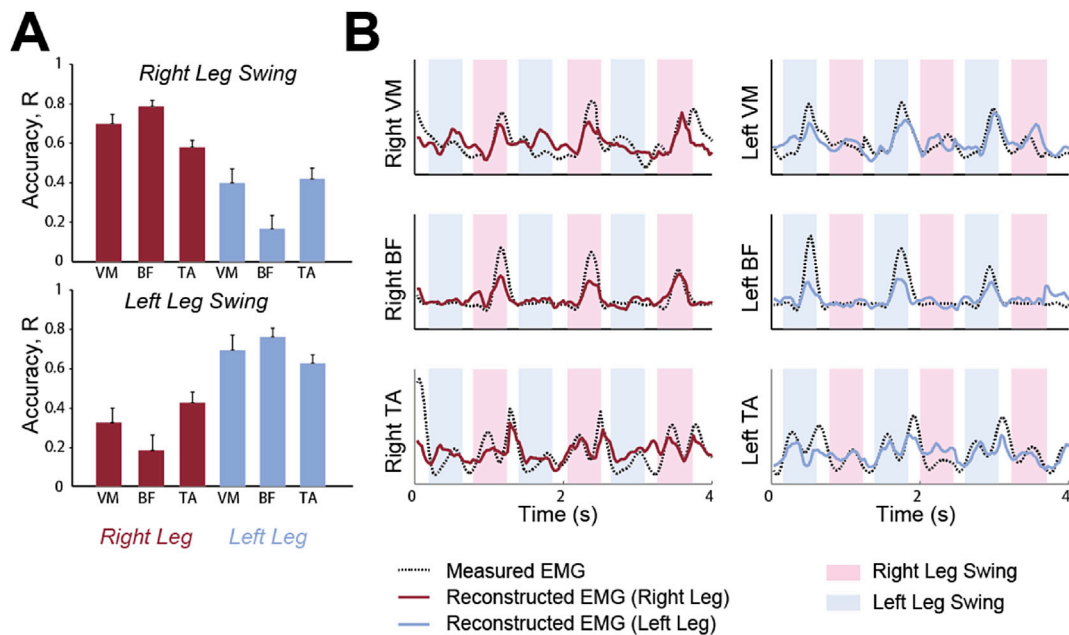 A
Right Leg Swing
Accuracy, R
1
0.8
0.6
0.4
0.2
0
VM BF TA VM BF TA
Left Leg Swing
Accuracy, R
1
0.8
0.6
0.4
0.2
0
VM BF TA VM BF TA
Right Leg Left Leg
B
Right VM
Left VM
Right BF
Left BF
Right TA
Left TA
0 2 4
Time (s)
0 2 4
Time (s)
Measured EMG
Reconstructed EMG (Right Leg)
Reconstructed EMG (Left Leg)
Right Leg Swing
Left Leg Swing